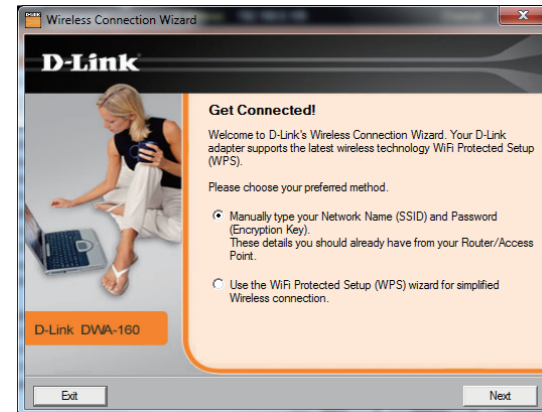 Wireless Connection Wizard
D-Link
Get Connected!
Welcome to D-Link's Wireless Connection Wizard. Your D-Link
adapter supports the latest wireless technology WiFi Protected Setup
(WPS).
Please choose your preferred method.
Manually type your Network Name (SSID) and Password
(Encryption Key).
These details you should already have from your Router/Access
Point.
Use the WiFi Protected Setup (WPS) wizard for simplified
Wireless connection.
D-Link DWA-160
Exit
Next